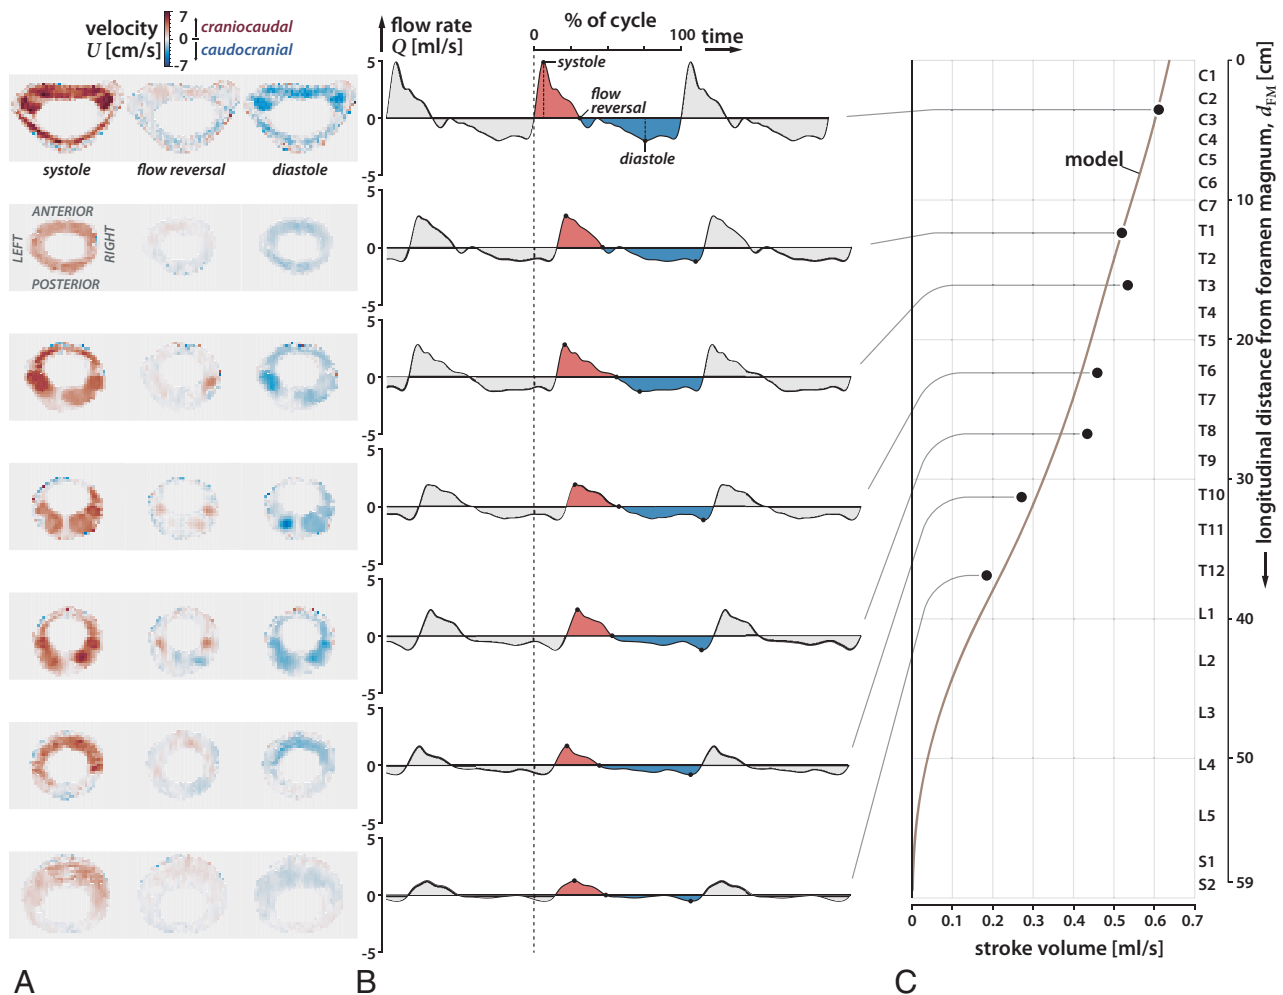 velocity
U [cm/s]
7
0
-7
craniocaudal
caudocranial
systole
flow reversal
diastole
ANTERIOR
LEFT
RIGHT
POSTERIOR
A
flow rate
Q [ml/s]
% of cycle
0
100
time
5
0
-5
systole
flow
reversal
diastole
5
0
-5
5
0
-5
5
0
-5
5
0
-5
5
0
-5
5
0
-5
B
model
C1
C2
C3
C4
C5
C6
C7
T1
T2
T3
T4
T5
T6
T7
T8
T9
T10
T11
T12
L1
L2
L3
L4
L5
S1
S2
0
10
20
30
40
50
59
longitudinal distance from foramen magnum, dFM [cm]
0
0.1
0.2
0.3
0.4
0.5
0.6
0.7
stroke volume [ml/s]
C